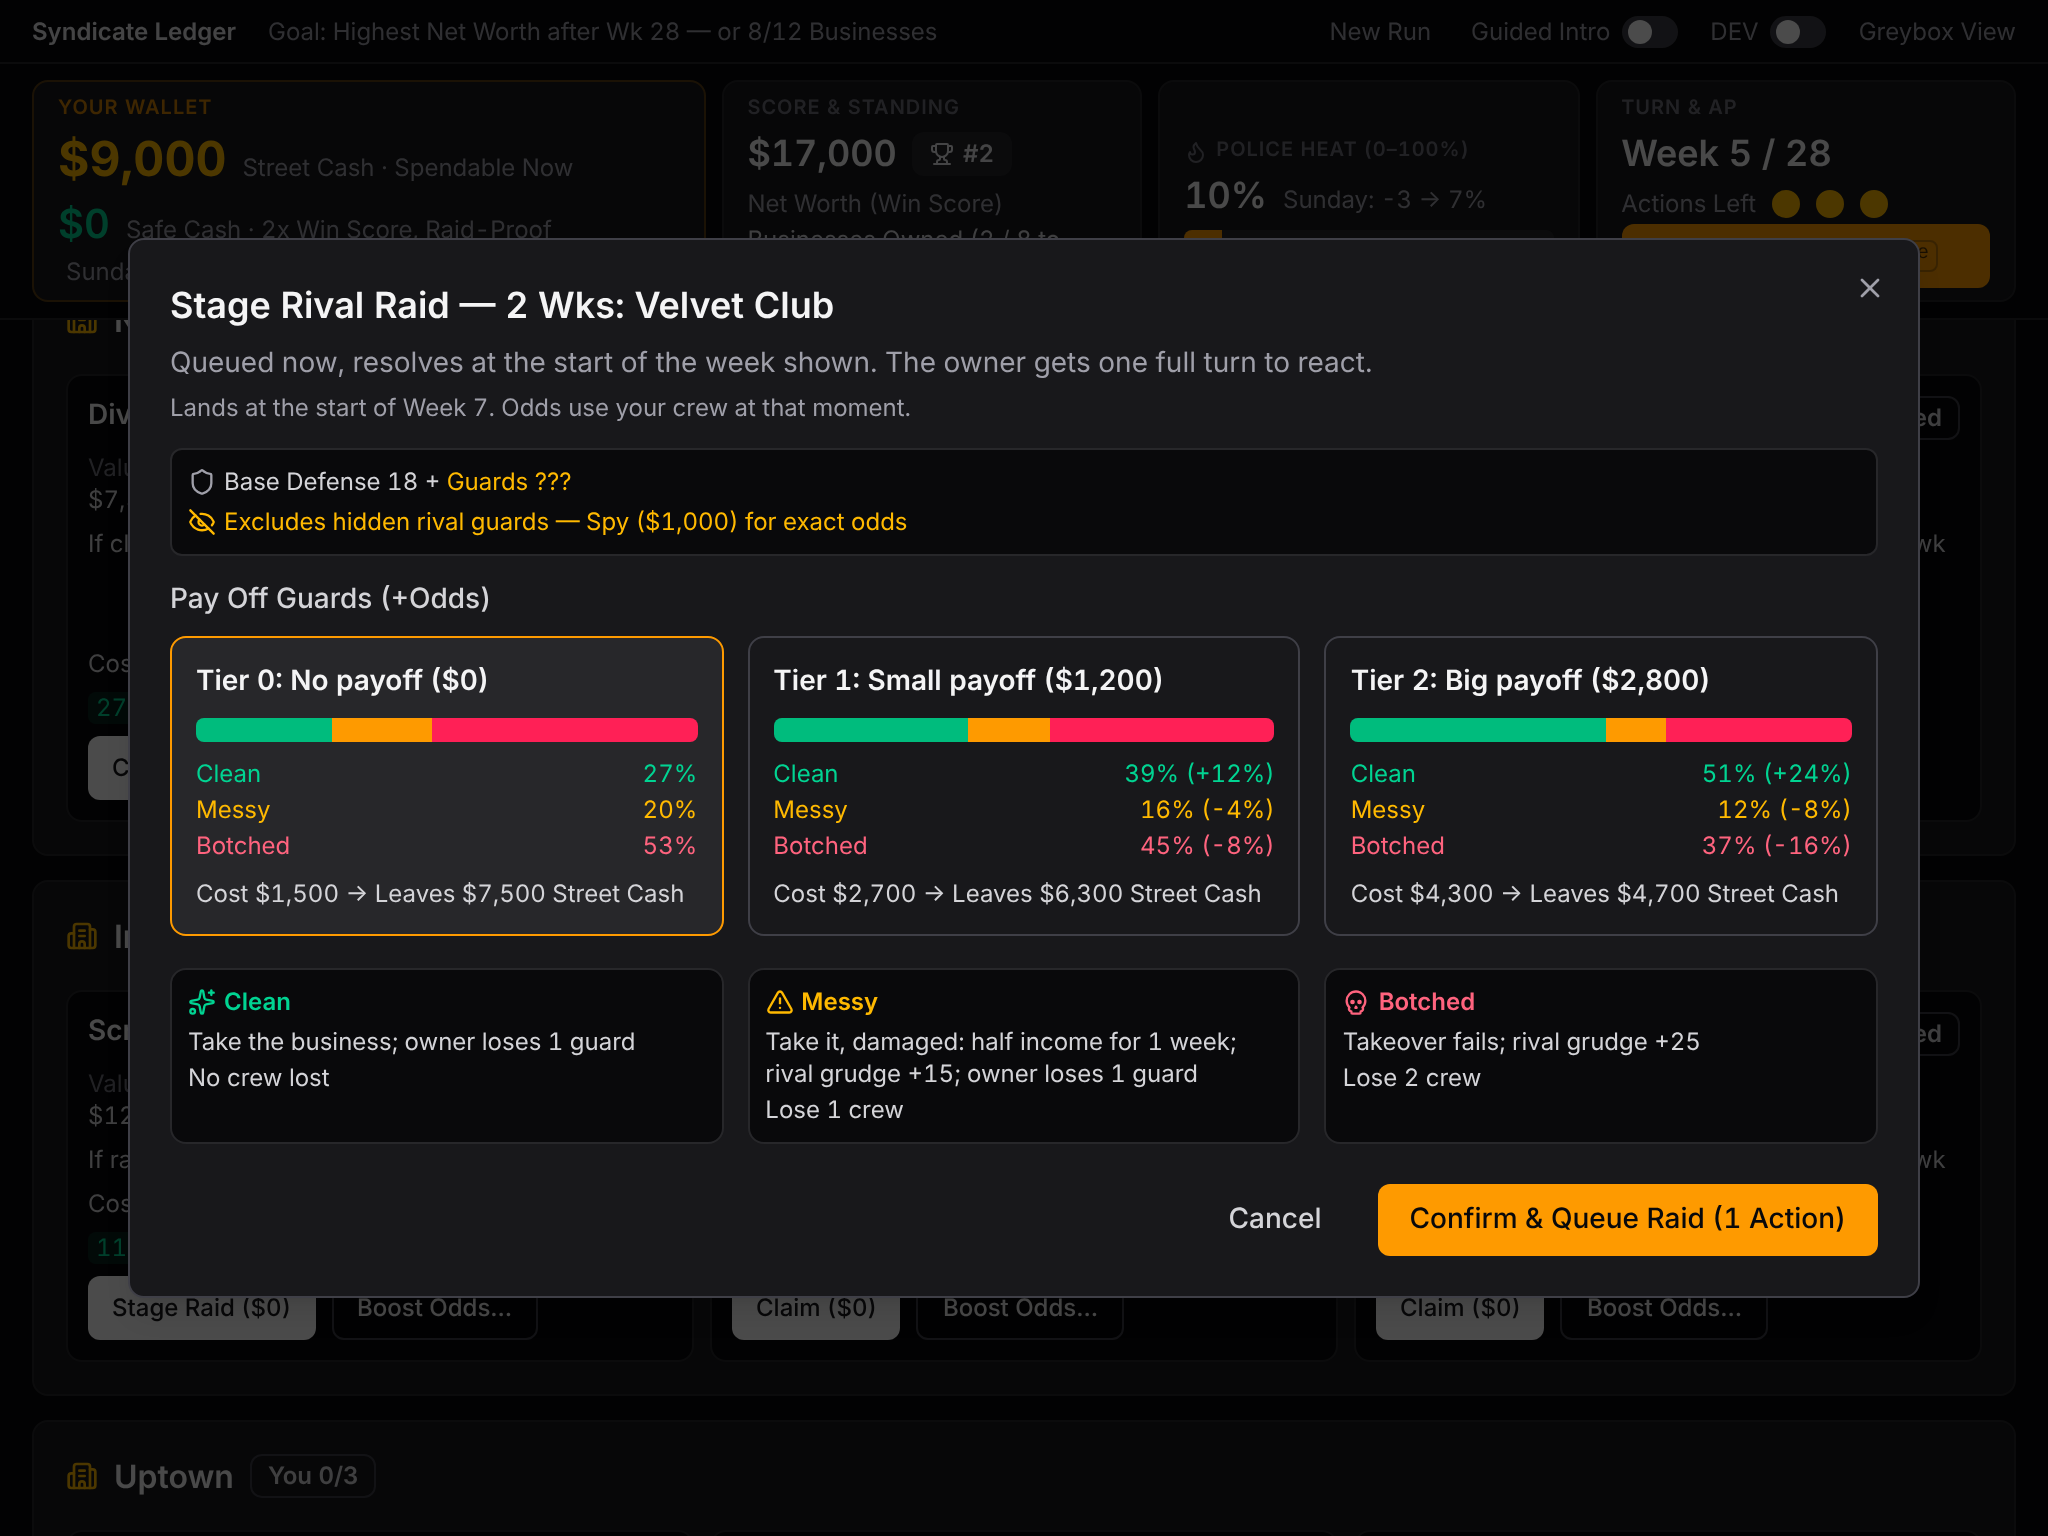 Syndicate Ledger Goal: Highest Net Worth after Wk 28 — or 8/12 Businesses New Run Guided Intro DEV Greybox View
YOUR WALLET
$9,000 Street Cash · Spendable Now
$0 Safe Cash · 2x Win Score, Raid-Proof
SCORE & STANDING
$17,000 #2
Net Worth (Win Score)
POLICE HEAT (0–100%)
10% Sunday: -3 → 7%
TURN & AP
Week 5 / 28
Actions Left
Stage Rival Raid — 2 Wks: Velvet Club
Queued now, resolves at the start of the week shown. The owner gets one full turn to react.
Lands at the start of Week 7. Odds use your crew at that moment.
Base Defense 18 + Guards ???
Excludes hidden rival guards — Spy ($1,000) for exact odds
Pay Off Guards (+Odds)
Tier 0: No payoff ($0)
Clean 27%
Messy 20%
Botched 53%
Cost $1,500 → Leaves $7,500 Street Cash
Tier 1: Small payoff ($1,200)
Clean 39% (+12%)
Messy 16% (-4%)
Botched 45% (-8%)
Cost $2,700 → Leaves $6,300 Street Cash
Tier 2: Big payoff ($2,800)
Clean 51% (+24%)
Messy 12% (-8%)
Botched 37% (-16%)
Cost $4,300 → Leaves $4,700 Street Cash
Clean
Take the business; owner loses 1 guard
No crew lost
Messy
Take it, damaged: half income for 1 week;
rival grudge +15; owner loses 1 guard
Lose 1 crew
Botched
Takeover fails; rival grudge +25
Lose 2 crew
Cancel Confirm & Queue Raid (1 Action)
Stage Raid ($0) Boost Odds... Claim ($0) Boost Odds... Claim ($0) Boost Odds...
Uptown You 0/3